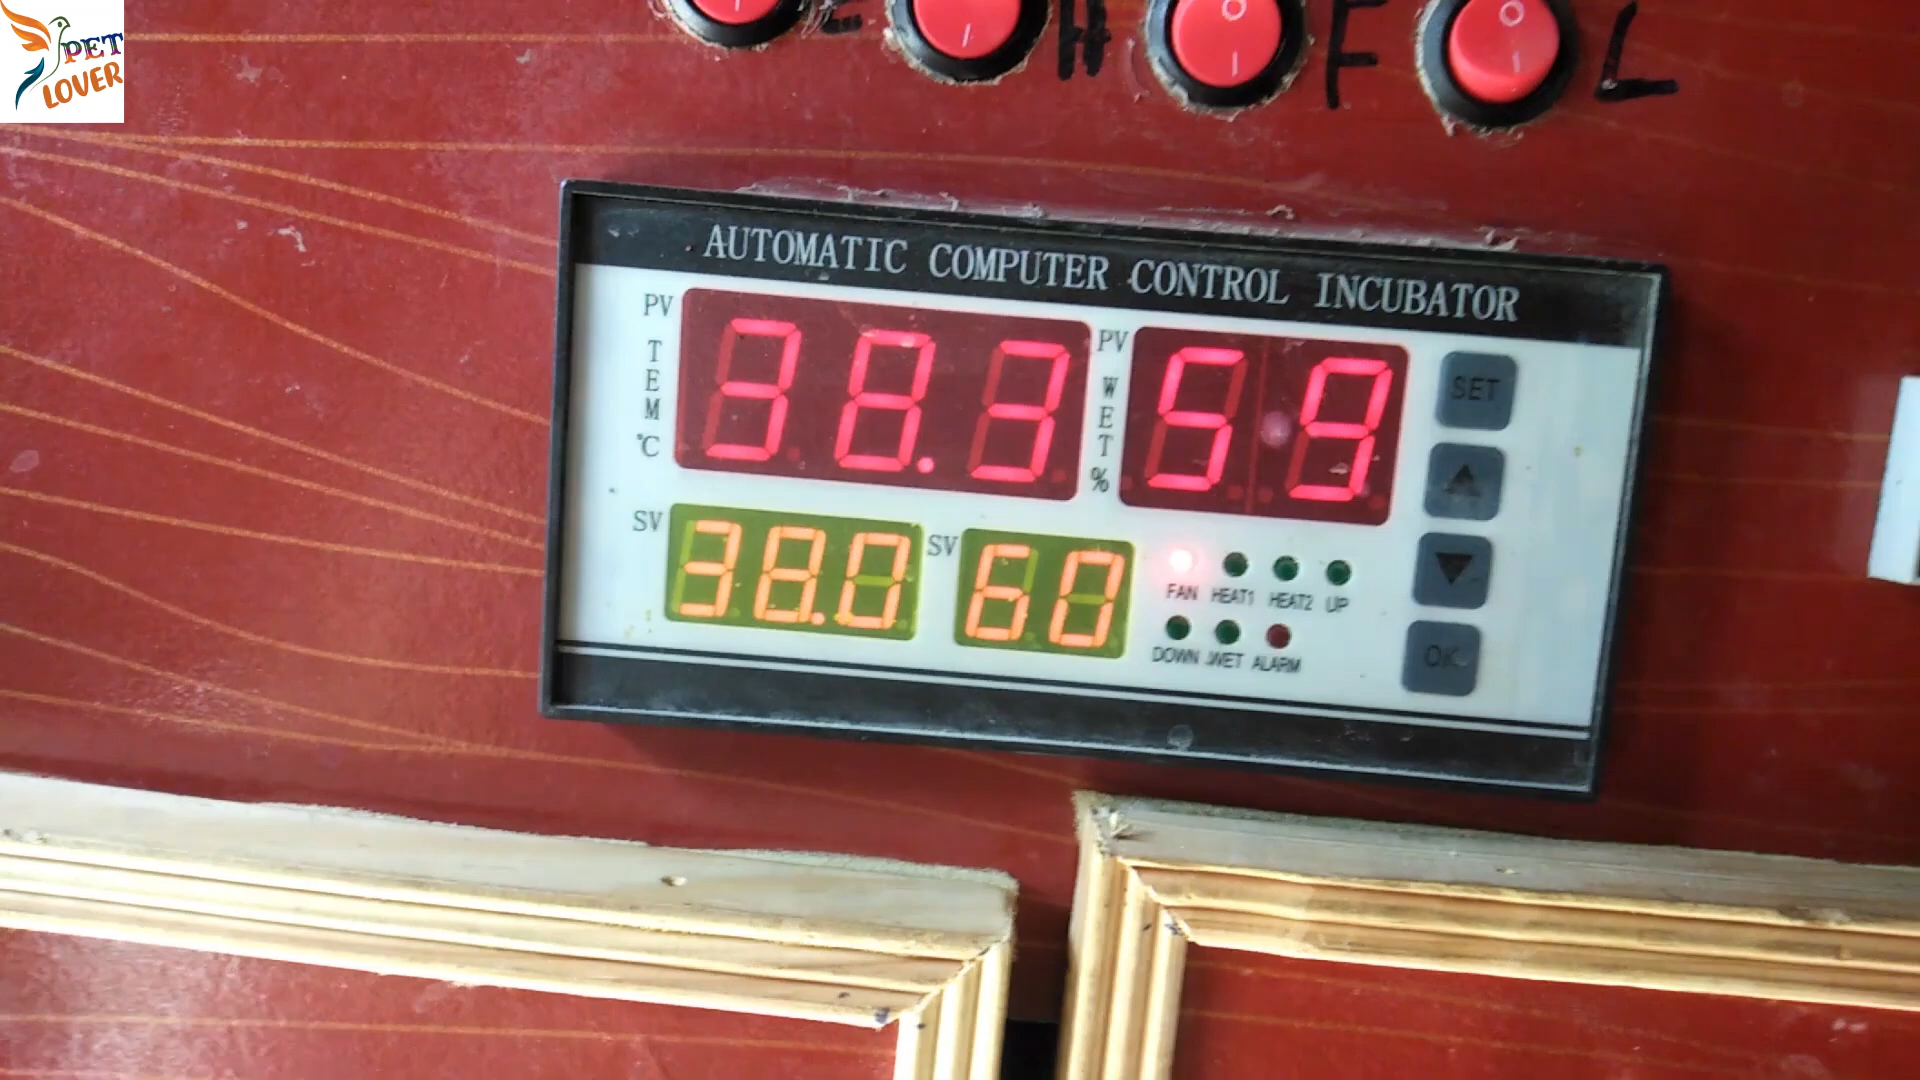 PET
LOVER
E H F L
AUTOMATIC COMPUTER CONTROL INCUBATOR
PV TEM °C 38.3
PV WET % 59
SET
SV 38.0
SV 60
FAN HEAT1 HEAT2 UP
DOWN WET ALARM
OK